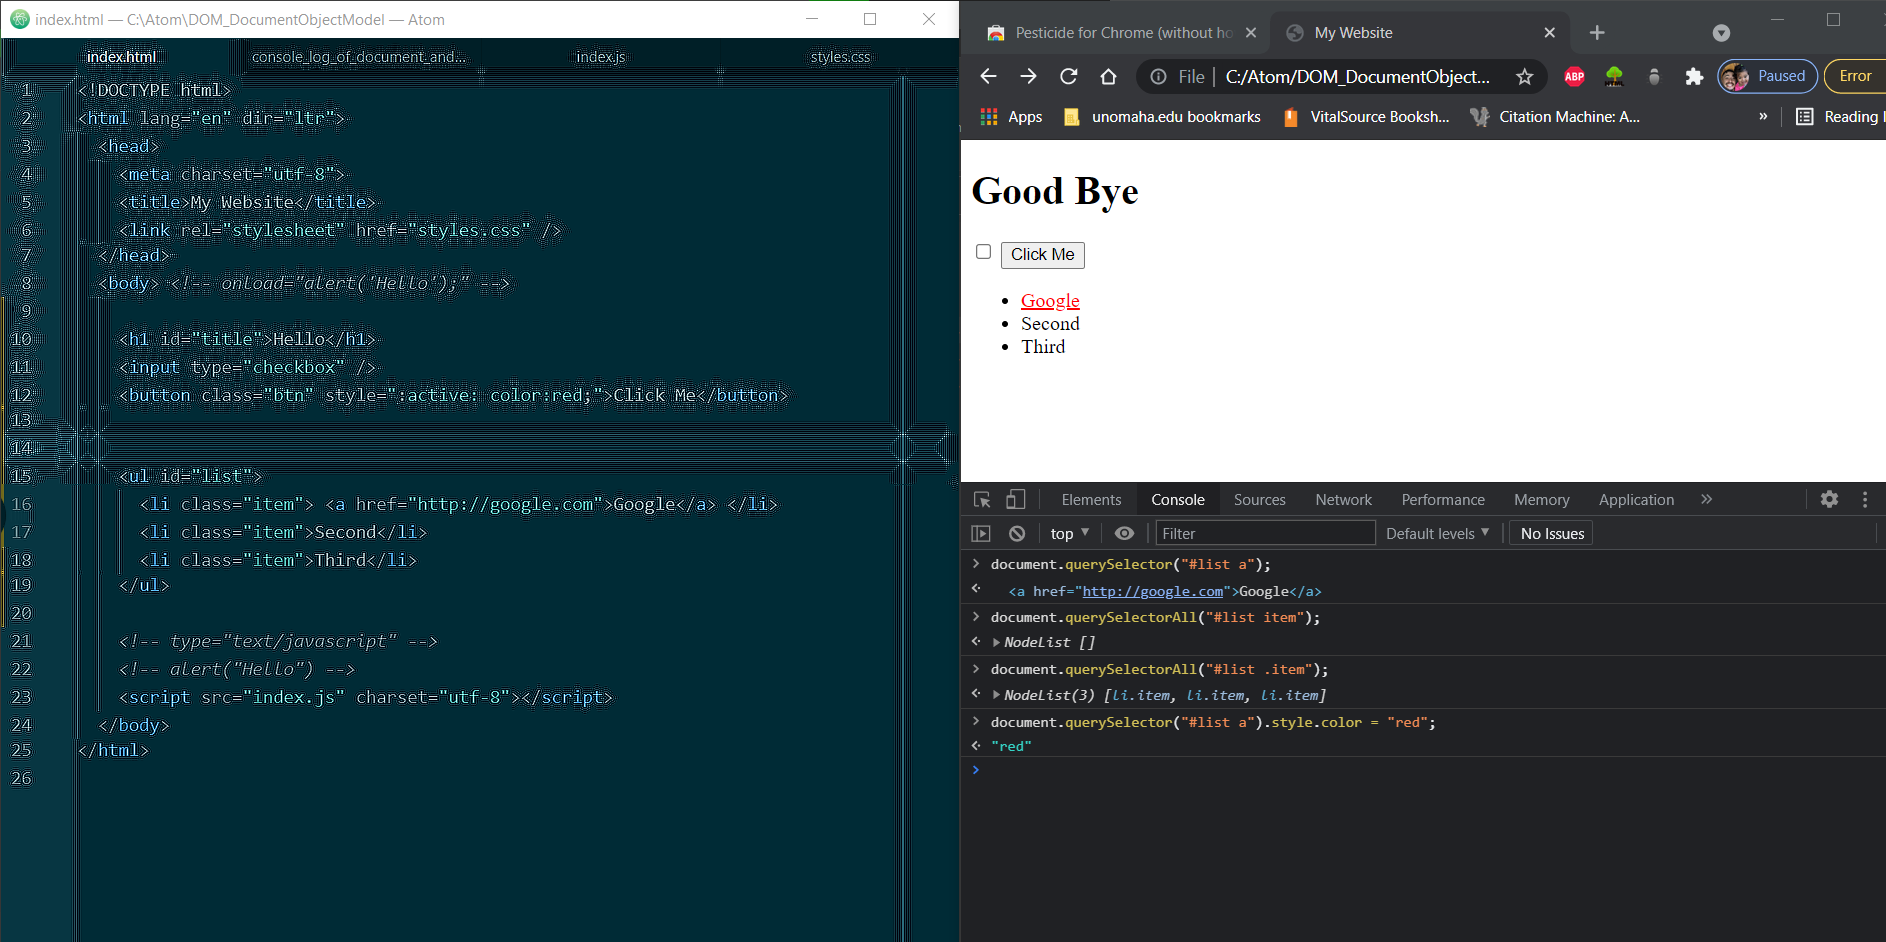 index.html — C:\Atom\DOM_DocumentObjectModel — Atom
index.html
console_log_of_document_and...
index.js
styles.css
1 <!DOCTYPE html>
2 <html lang="en" dir="ltr">
3 <head>
4 <meta charset="utf-8">
5 <title>My Website</title>
6 <link rel="stylesheet" href="styles.css" />
7 </head>
8 <body> <!-- onload="alert('Hello');" -->
9
10 <h1 id="title">Hello</h1>
11 <input type="checkbox" />
12 <button class="btn" style=":active: color:red;">Click Me</button>
13
14
15 <ul id="list">
16 <li class="item"> <a href="http://google.com">Google</a> </li>
17 <li class="item">Second</li>
18 <li class="item">Third</li>
19 </ul>
20
21 <!-- type="text/javascript" -->
22 <!-- alert("Hello") -->
23 <script src="index.js" charset="utf-8"></script>
24 </body>
25 </html>
26
Pesticide for Chrome (without ho
My Website
File | C:/Atom/DOM_DocumentObject...
ABP
Paused
Error
Apps
unomaha.edu bookmarks
VitalSource Booksh...
Citation Machine: A...
»
Reading l
Good Bye
Click Me
• Google
• Second
• Third
Elements Console Sources Network Performance Memory Application »
top Filter Default levels No Issues
> document.querySelector("#list a");
<a href="http://google.com">Google</a>
> document.querySelectorAll("#list item");
NodeList []
> document.querySelectorAll("#list .item");
NodeList(3) [li.item, li.item, li.item]
> document.querySelector("#list a").style.color = "red";
"red"
>